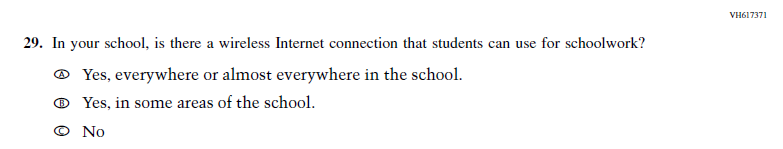 VH617371
29. In your school, is there a wireless Internet connection that students can use for schoolwork?
Ⓐ Yes, everywhere or almost everywhere in the school.
Ⓑ Yes, in some areas of the school.
Ⓒ No